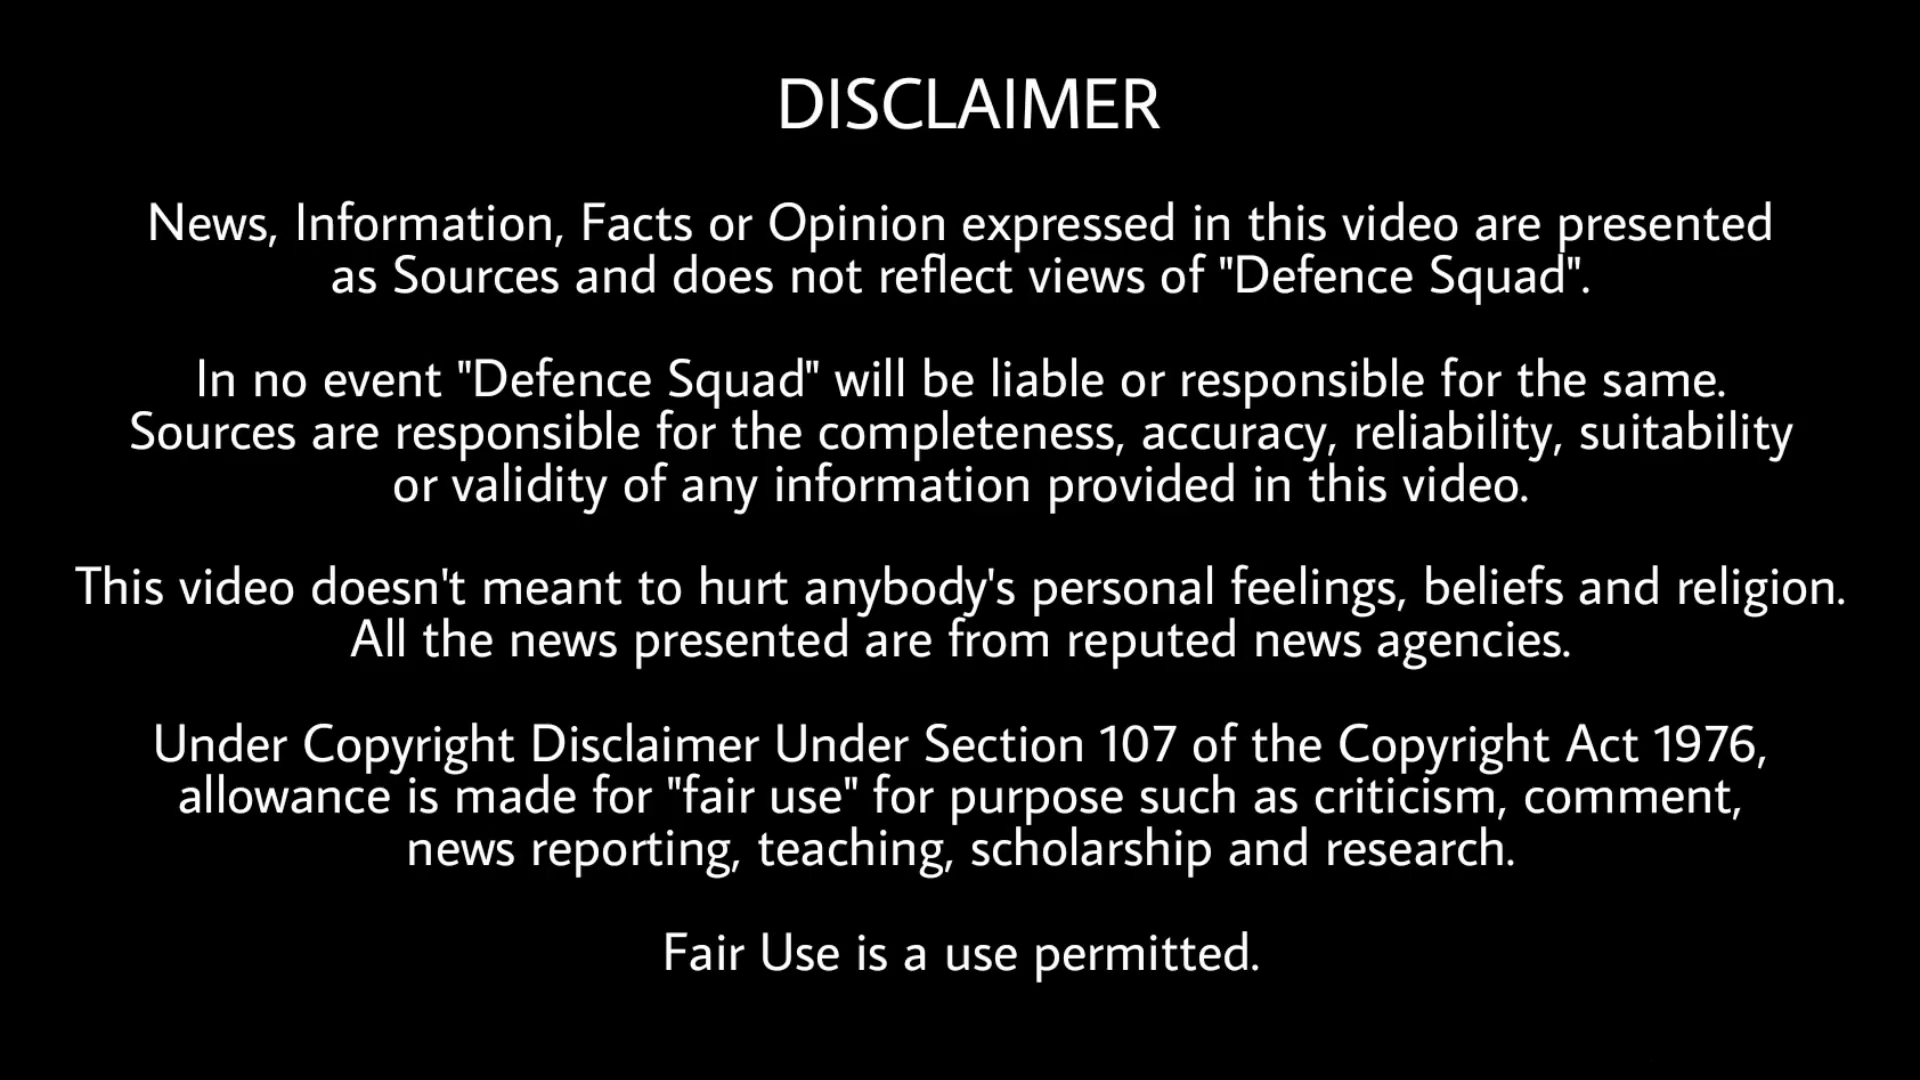 DISCLAIMER
News, Information, Facts or Opinion expressed in this video are presented
as Sources and does not reflect views of "Defence Squad".
In no event "Defence Squad" will be liable or responsible for the same.
Sources are responsible for the completeness, accuracy, reliability, suitability
or validity of any information provided in this video.
This video doesn't meant to hurt anybody's personal feelings, beliefs and religion.
All the news presented are from reputed news agencies.
Under Copyright Disclaimer Under Section 107 of the Copyright Act 1976,
allowance is made for "fair use" for purpose such as criticism, comment,
news reporting, teaching, scholarship and research.
Fair Use is a use permitted.